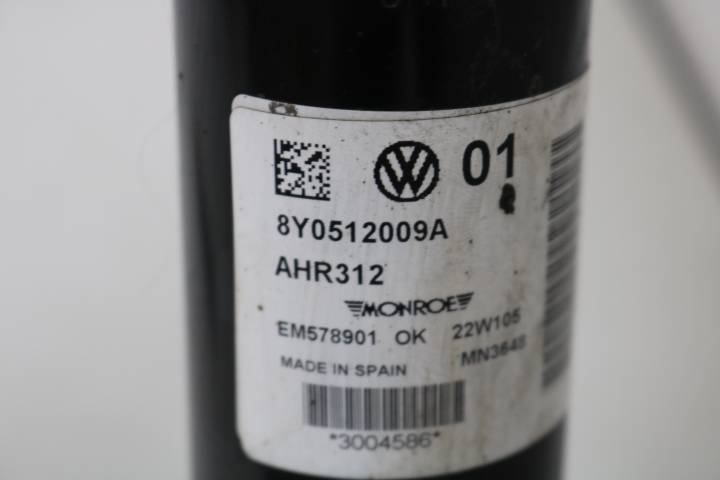 01
8Y0512009A
AHR312
MONROE
EM578901 OK 22W105
MADE IN SPAIN MN3648
*3004586*